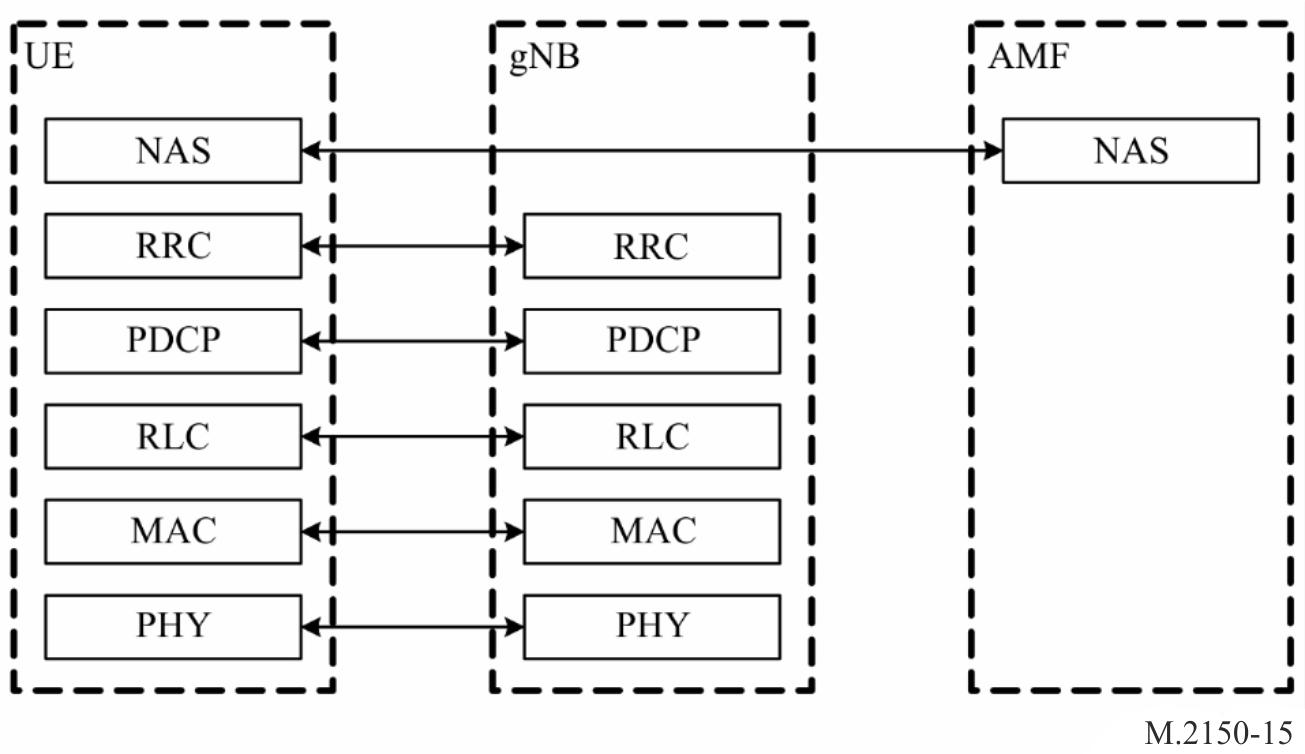 UE gNB AMF
NAS NAS
RRC RRC
PDCP PDCP
RLC RLC
MAC MAC
PHY PHY
M.2150-15